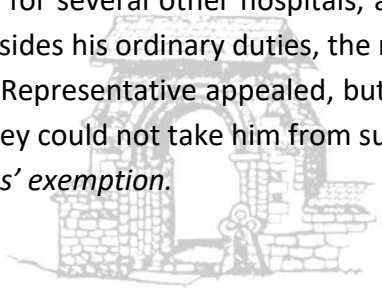 for several other hospitals, a
sides his ordinary duties, the
Representative appealed, but
ey could not take him from su
s’ exemption.